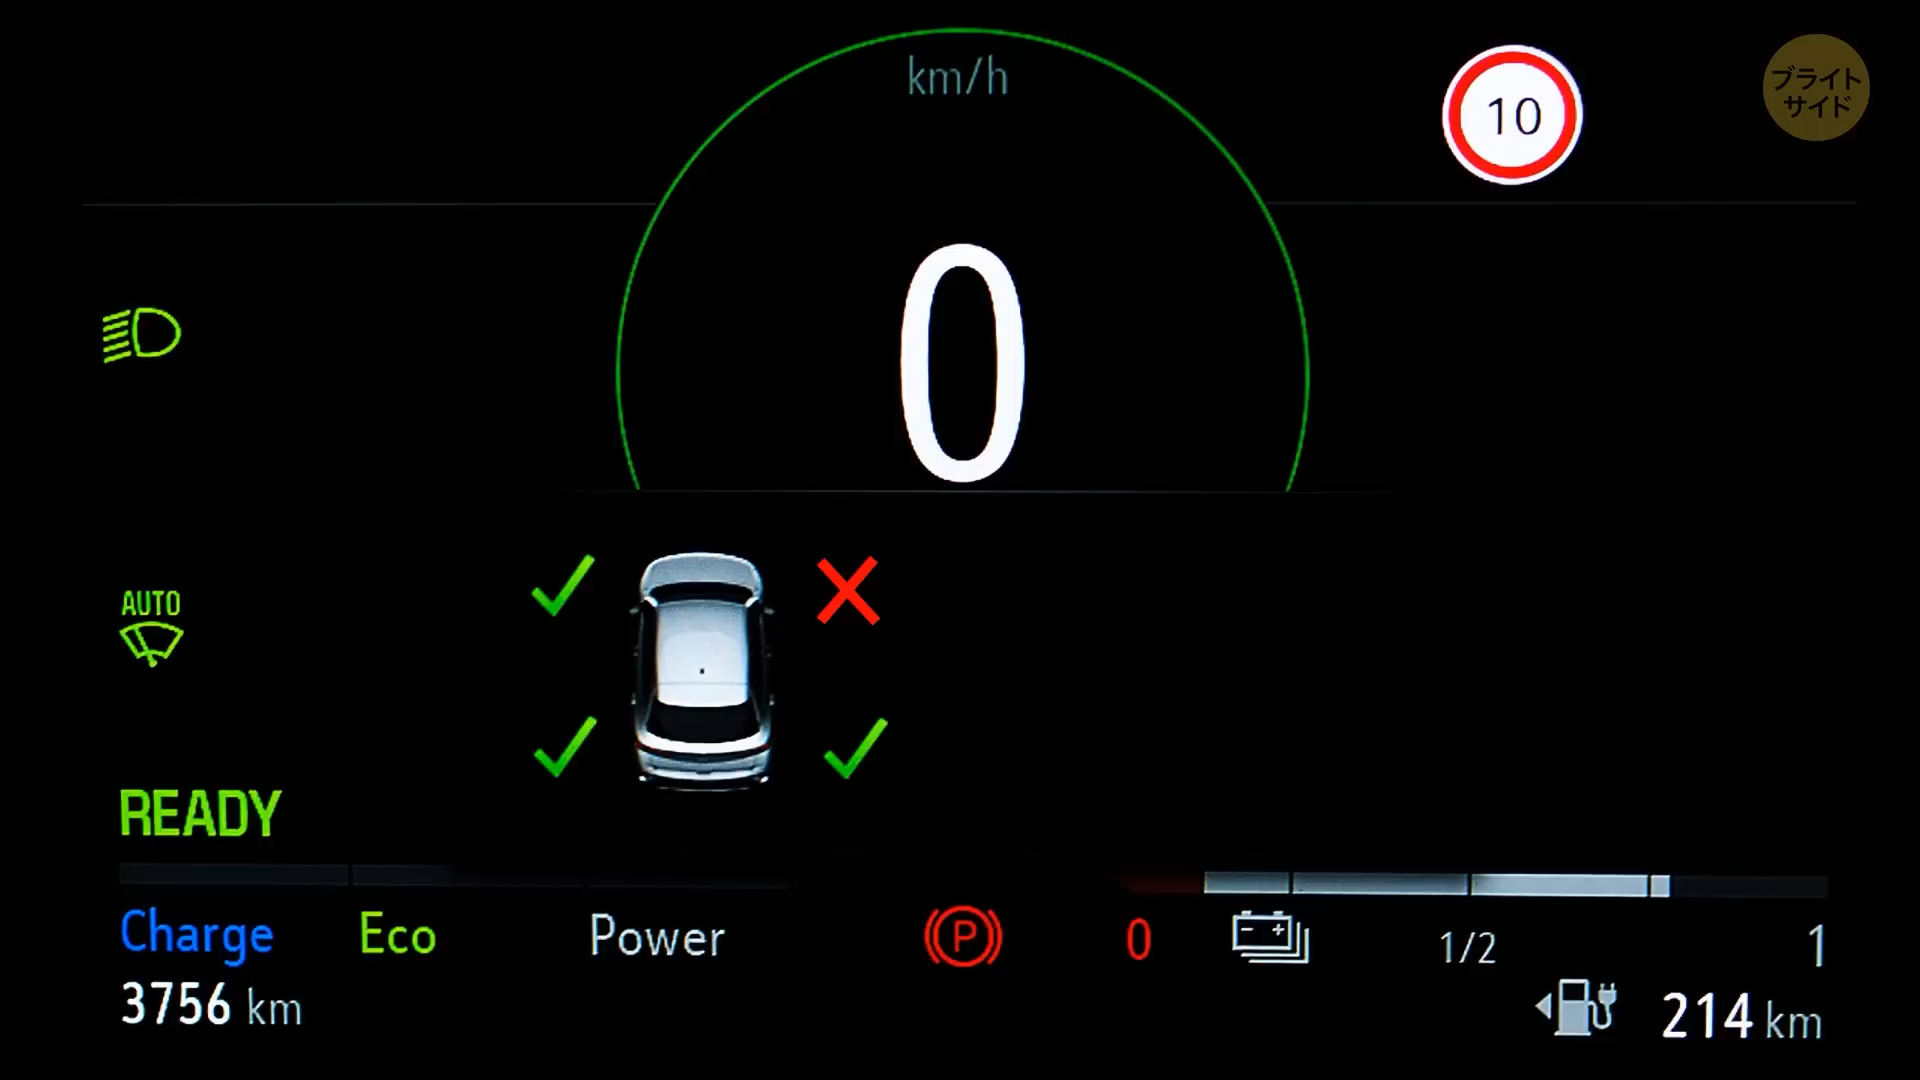 km/h
10
ブライト
サイド
0
AUTO
READY
Charge
Eco
Power
P
0
1/2
1
3756 km
214 km